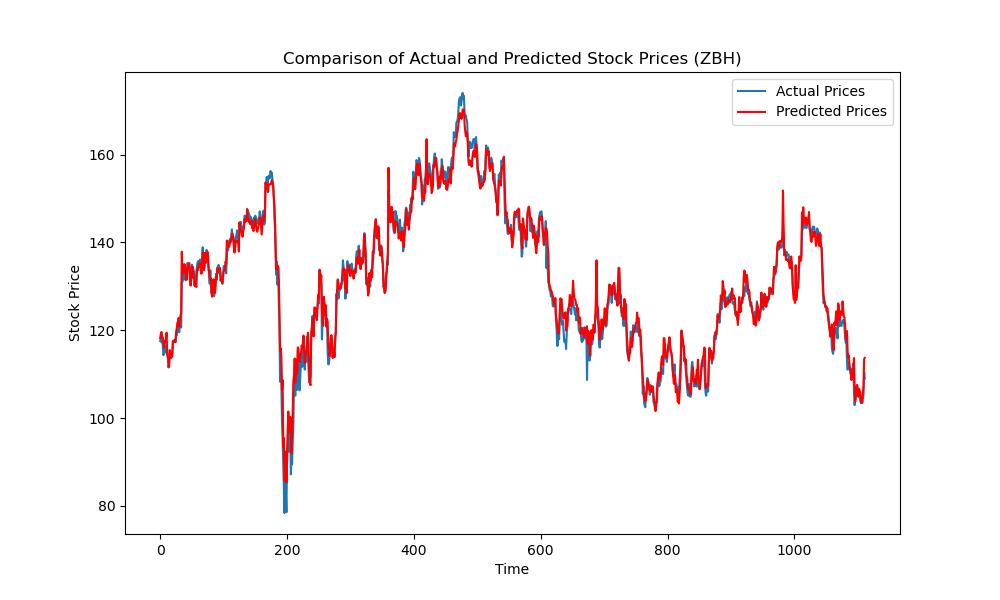 Comparison of Actual and Predicted Stock Prices (ZBH)
Actual Prices
Predicted Prices
Stock Price
160
140
120
100
80
0 200 400 600 800 1000
Time